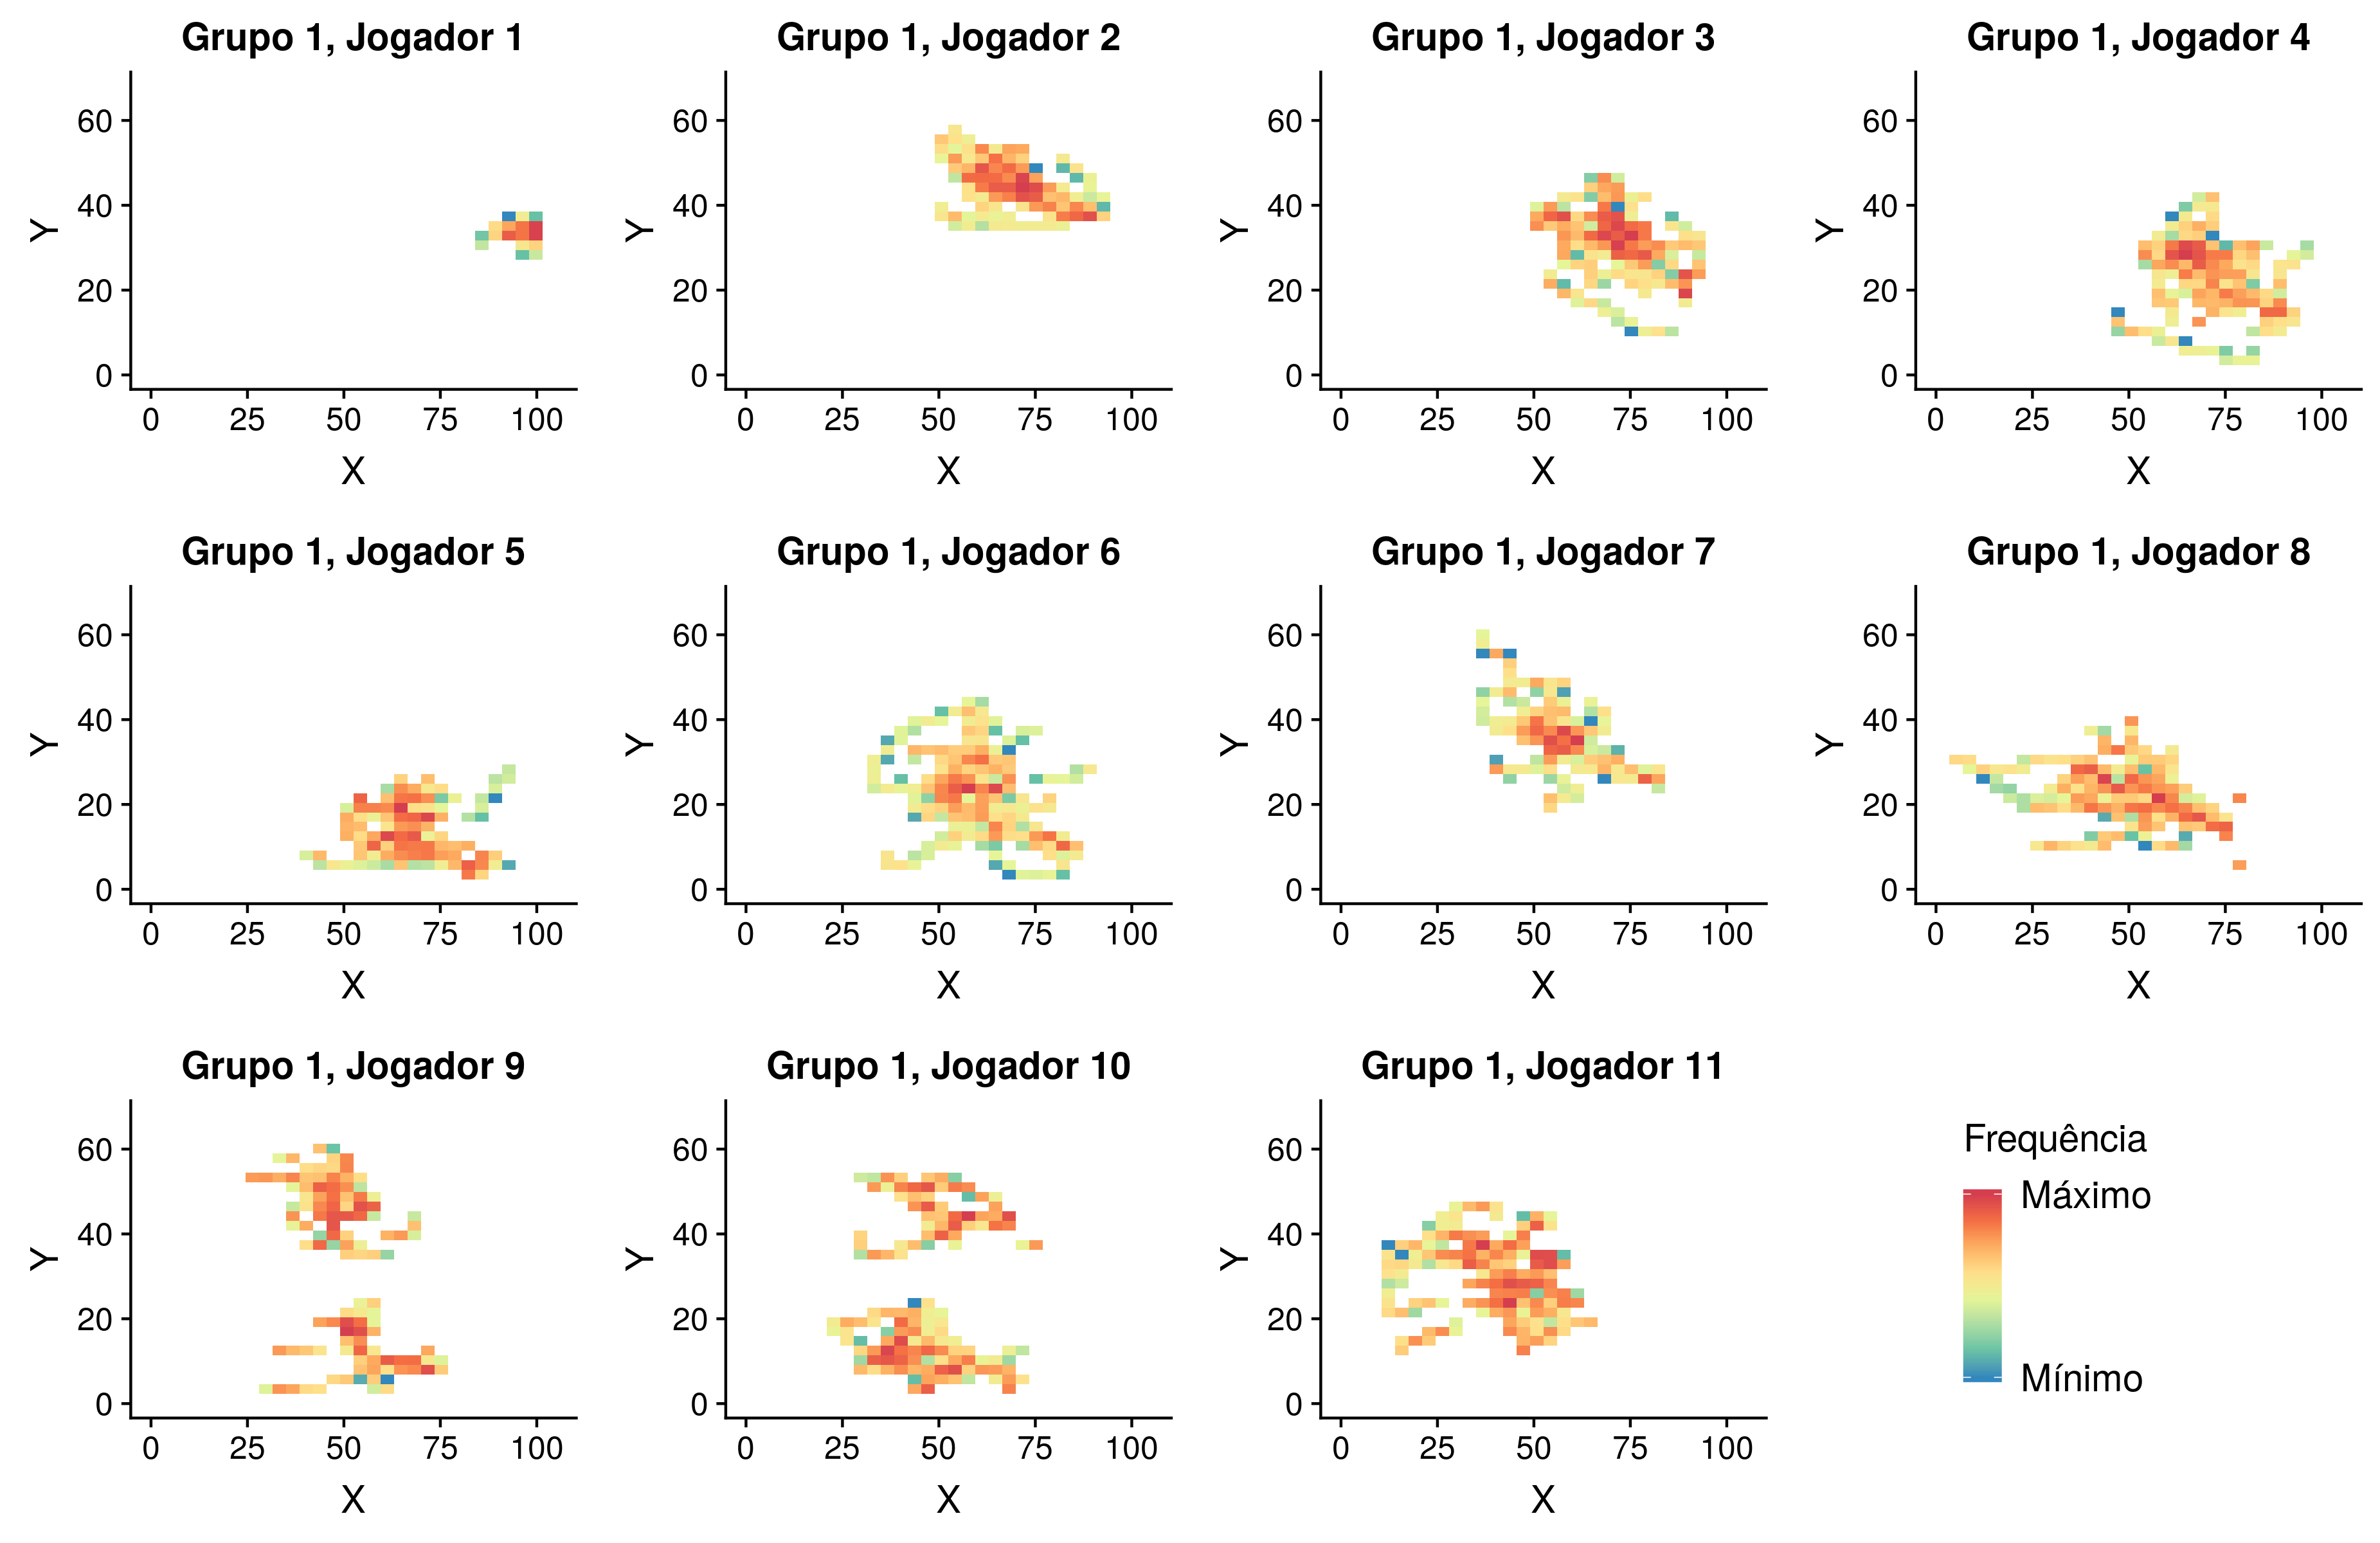 Grupo 1, Jogador 1
60
40
20
0
Y
0 25 50 75 100
X
Grupo 1, Jogador 2
60
40
20
0
Y
0 25 50 75 100
X
Grupo 1, Jogador 3
60
40
20
0
Y
0 25 50 75 100
X
Grupo 1, Jogador 4
60
40
20
0
Y
0 25 50 75 100
X
Grupo 1, Jogador 5
60
40
20
0
Y
0 25 50 75 100
X
Grupo 1, Jogador 6
60
40
20
0
Y
0 25 50 75 100
X
Grupo 1, Jogador 7
60
40
20
0
Y
0 25 50 75 100
X
Grupo 1, Jogador 8
60
40
20
0
Y
0 25 50 75 100
X
Grupo 1, Jogador 9
60
40
20
0
Y
0 25 50 75 100
X
Grupo 1, Jogador 10
60
40
20
0
Y
0 25 50 75 100
X
Grupo 1, Jogador 11
60
40
20
0
Y
0 25 50 75 100
X
Frequência
Máximo
Mínimo